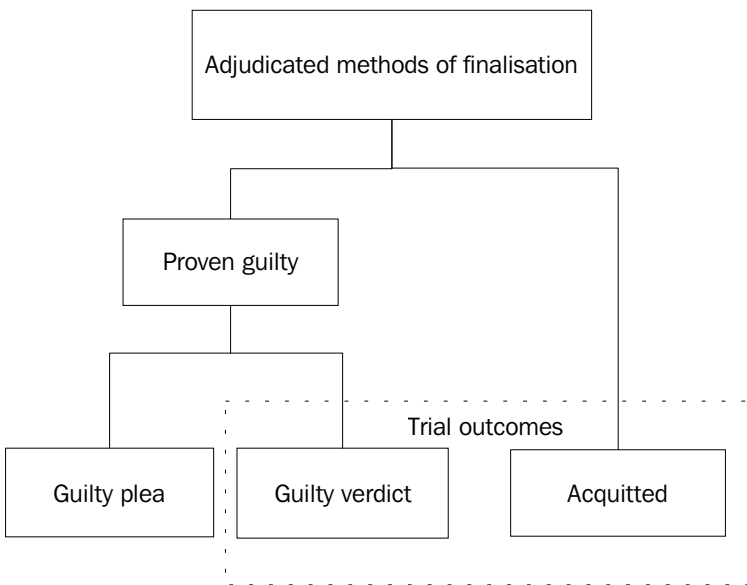 Adjudicated methods of finalisation
Proven guilty
Trial outcomes
Guilty plea
Guilty verdict
Acquitted